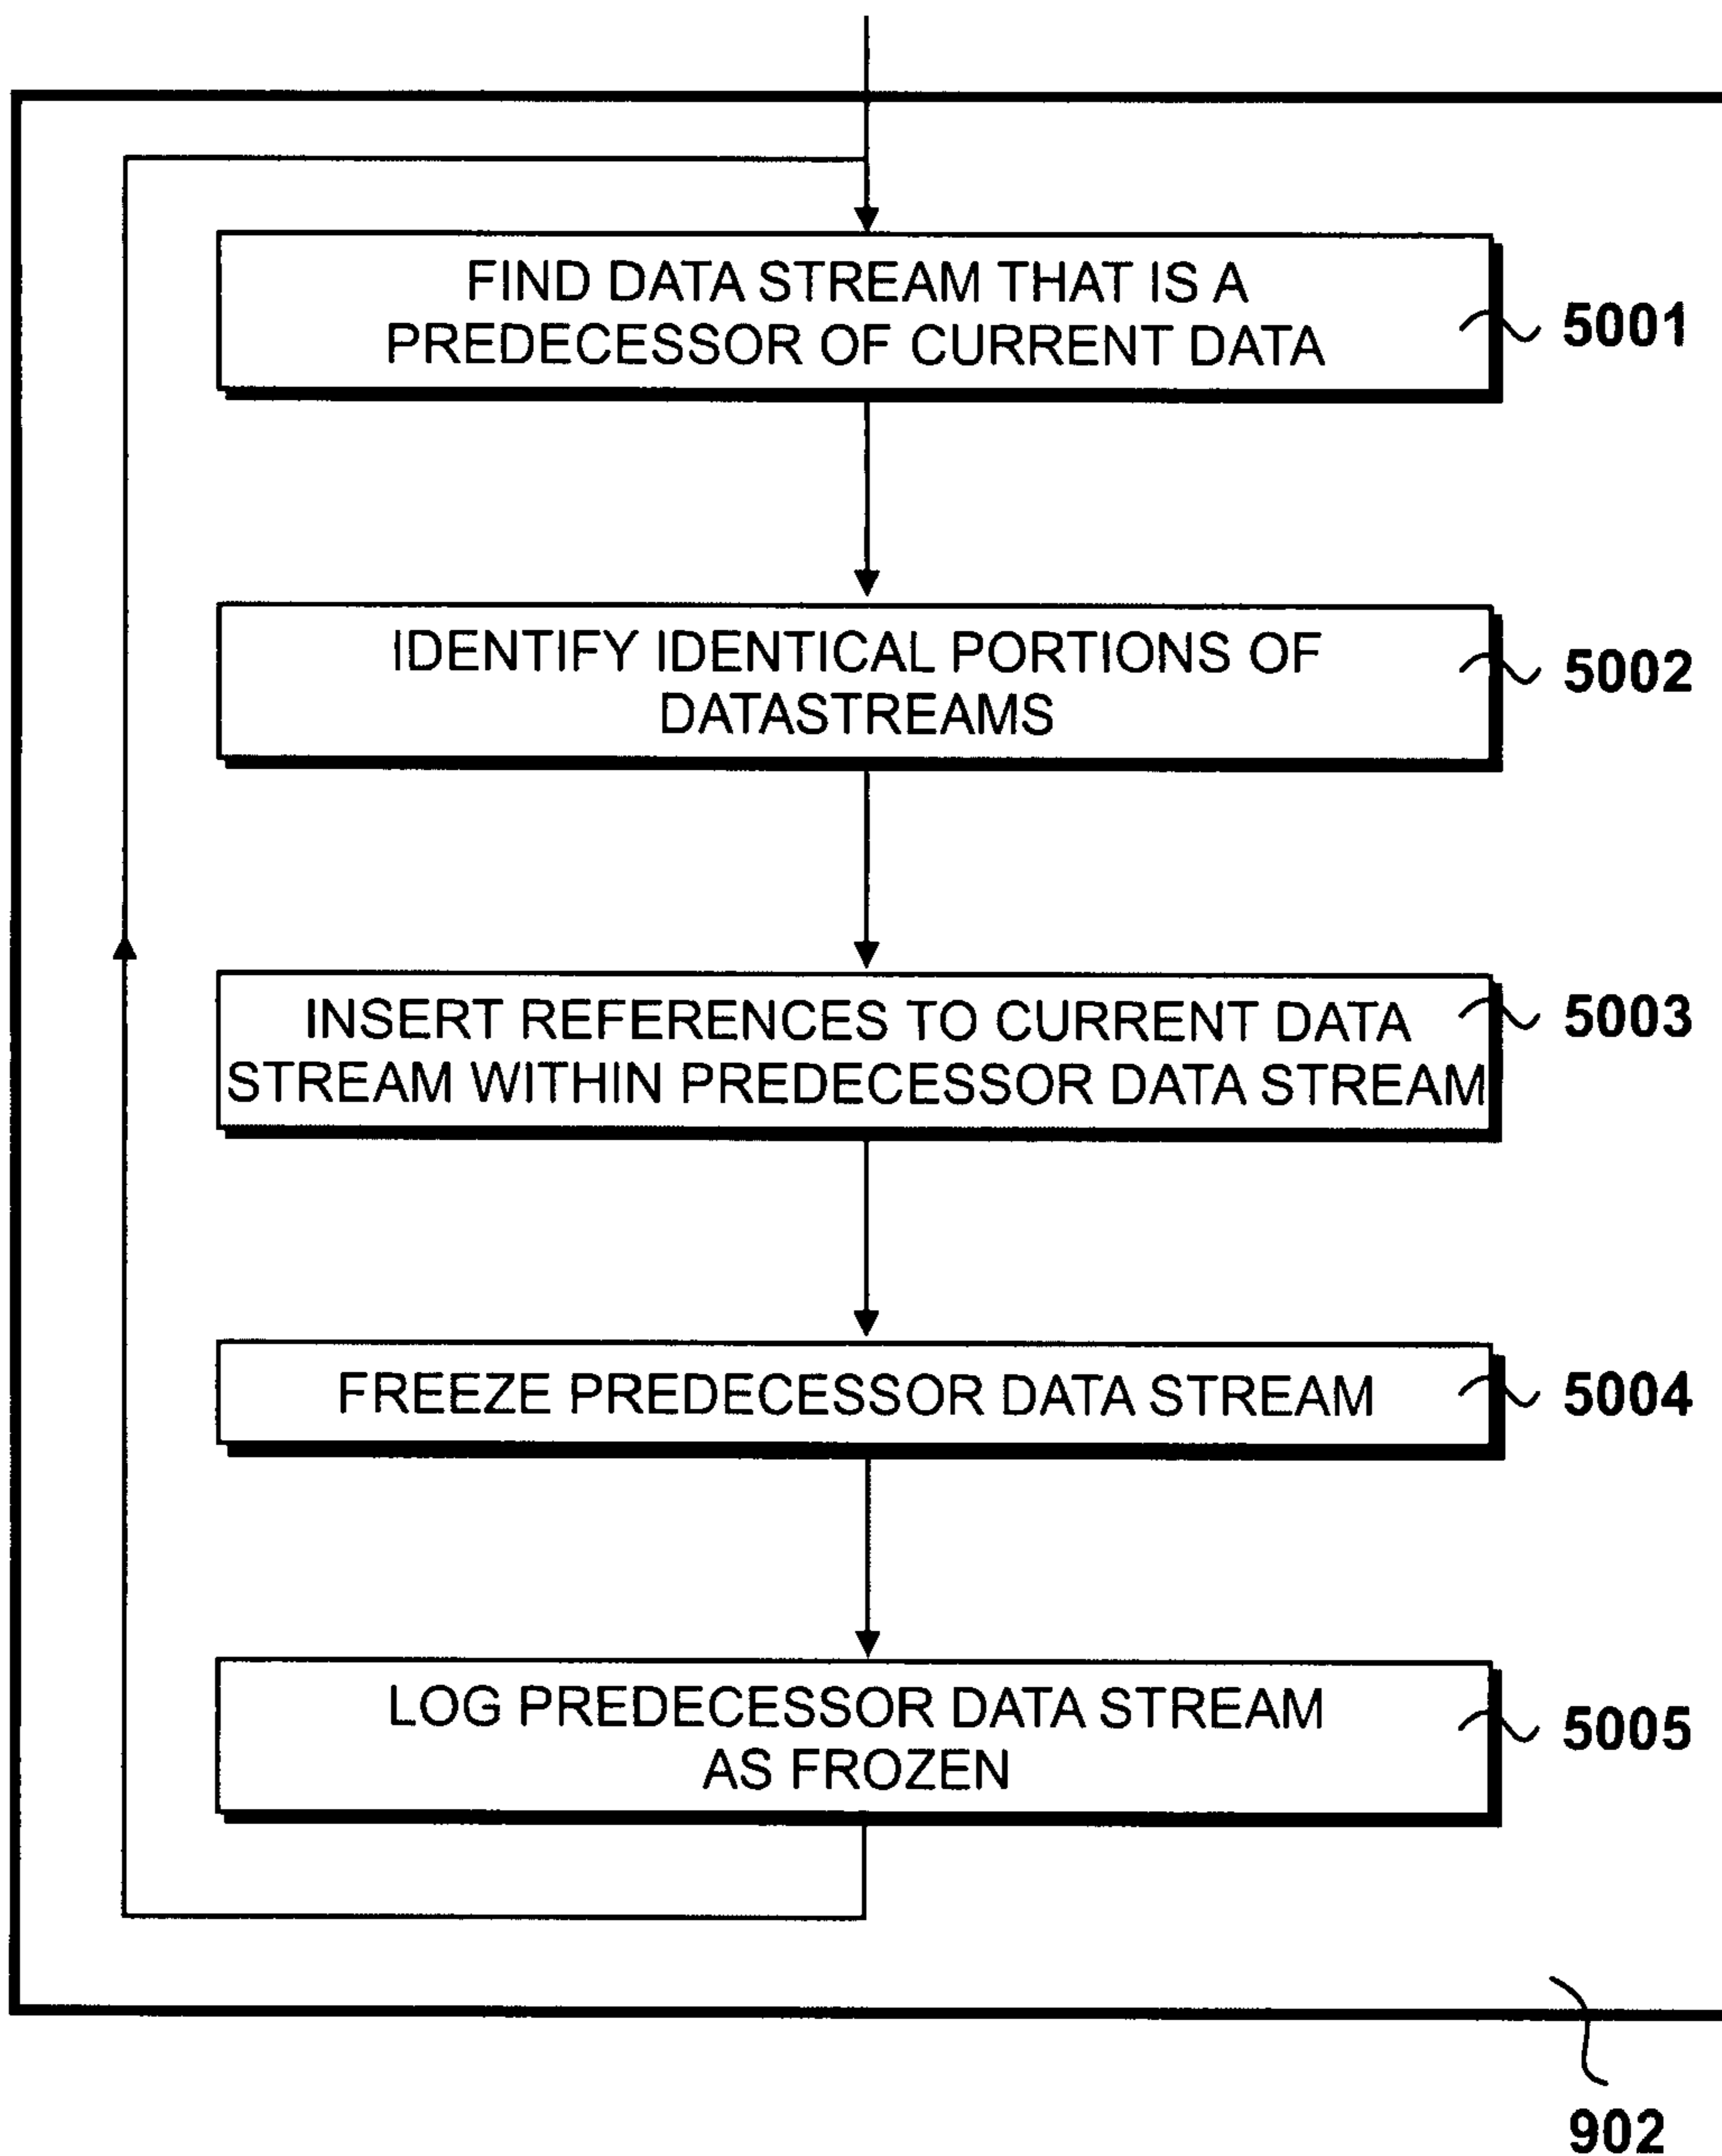 FIND DATA STREAM THAT IS A
PREDECESSOR OF CURRENT DATA
5001
IDENTIFY IDENTICAL PORTIONS OF
DATASTREAMS
5002
INSERT REFERENCES TO CURRENT DATA
STREAM WITHIN PREDECESSOR DATA STREAM
5003
FREEZE PREDECESSOR DATA STREAM
5004
LOG PREDECESSOR DATA STREAM
AS FROZEN
5005
902